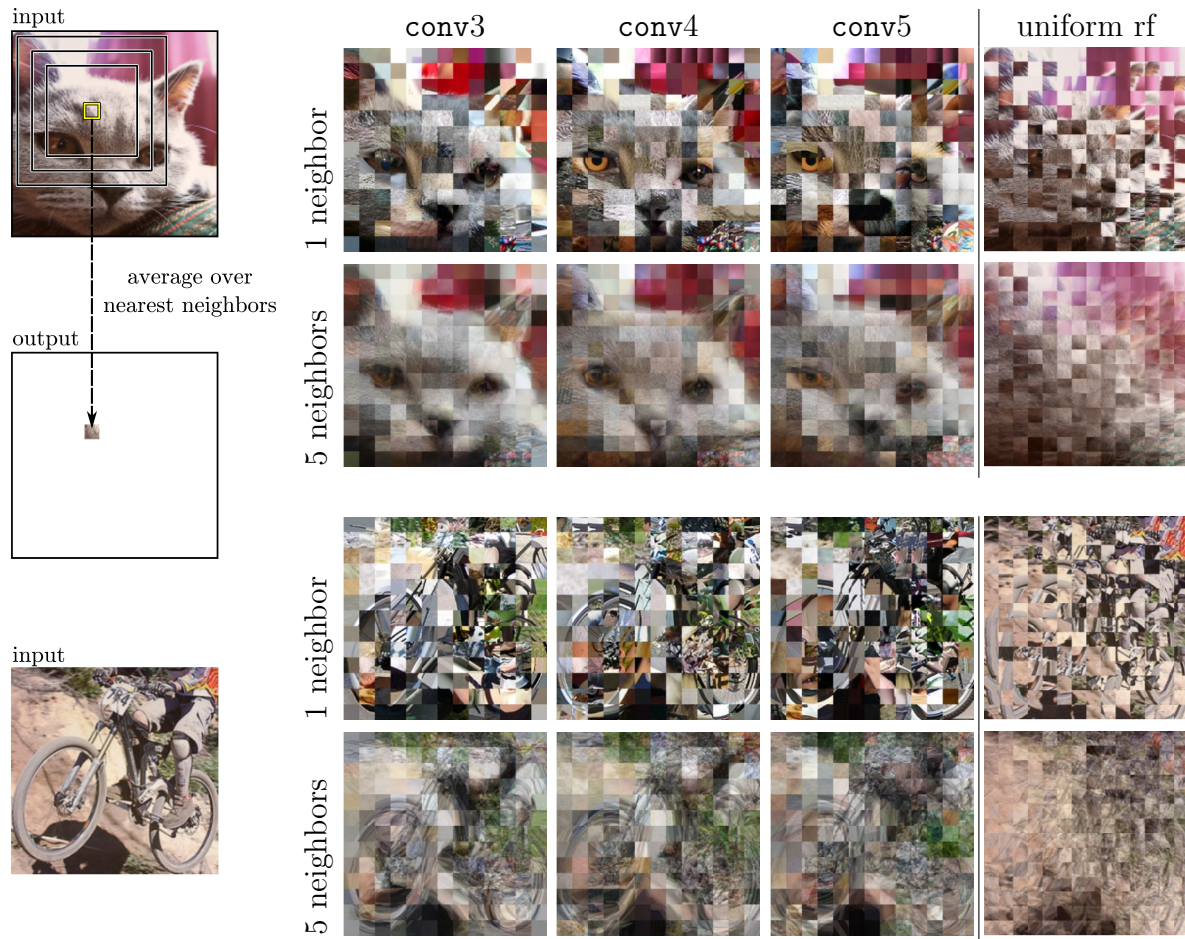 input
average over
nearest neighbors
output
input
conv3
conv4
conv5
uniform rf
1 neighbor
5 neighbors
1 neighbor
5 neighbors